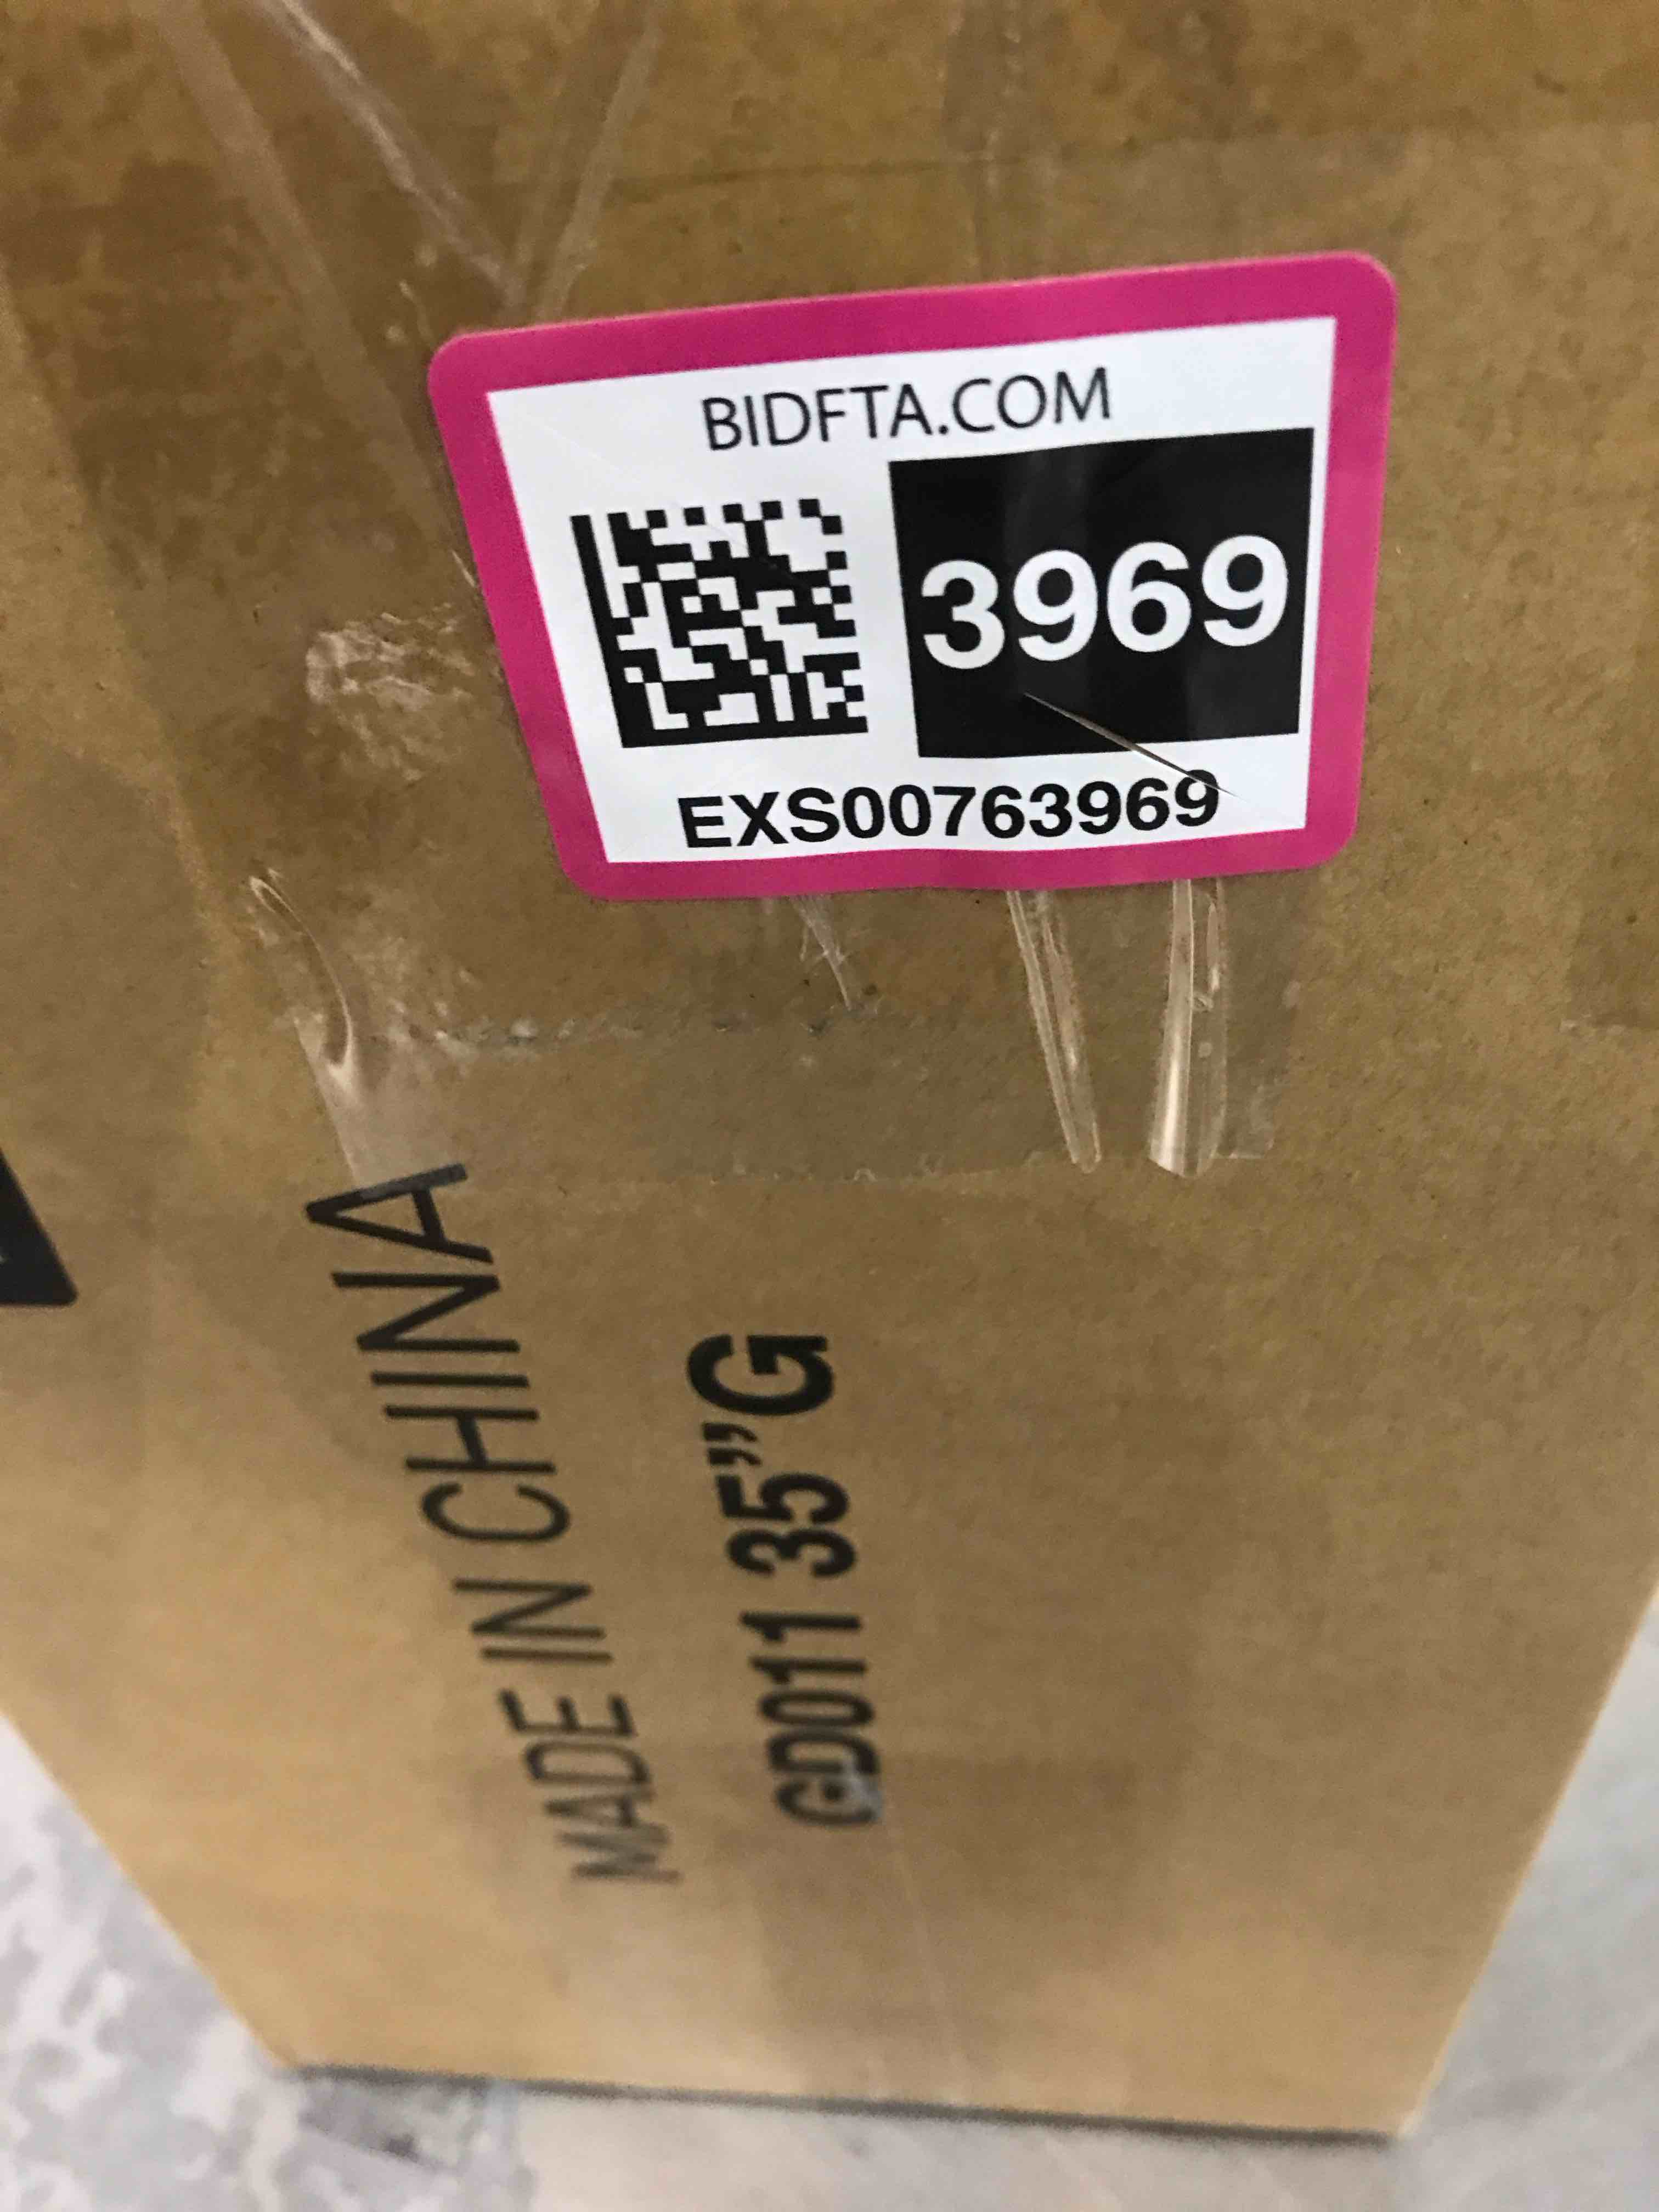 BIDFTA.COM
3969
EXS00763969
MADE IN CHINA
GD011 35”G